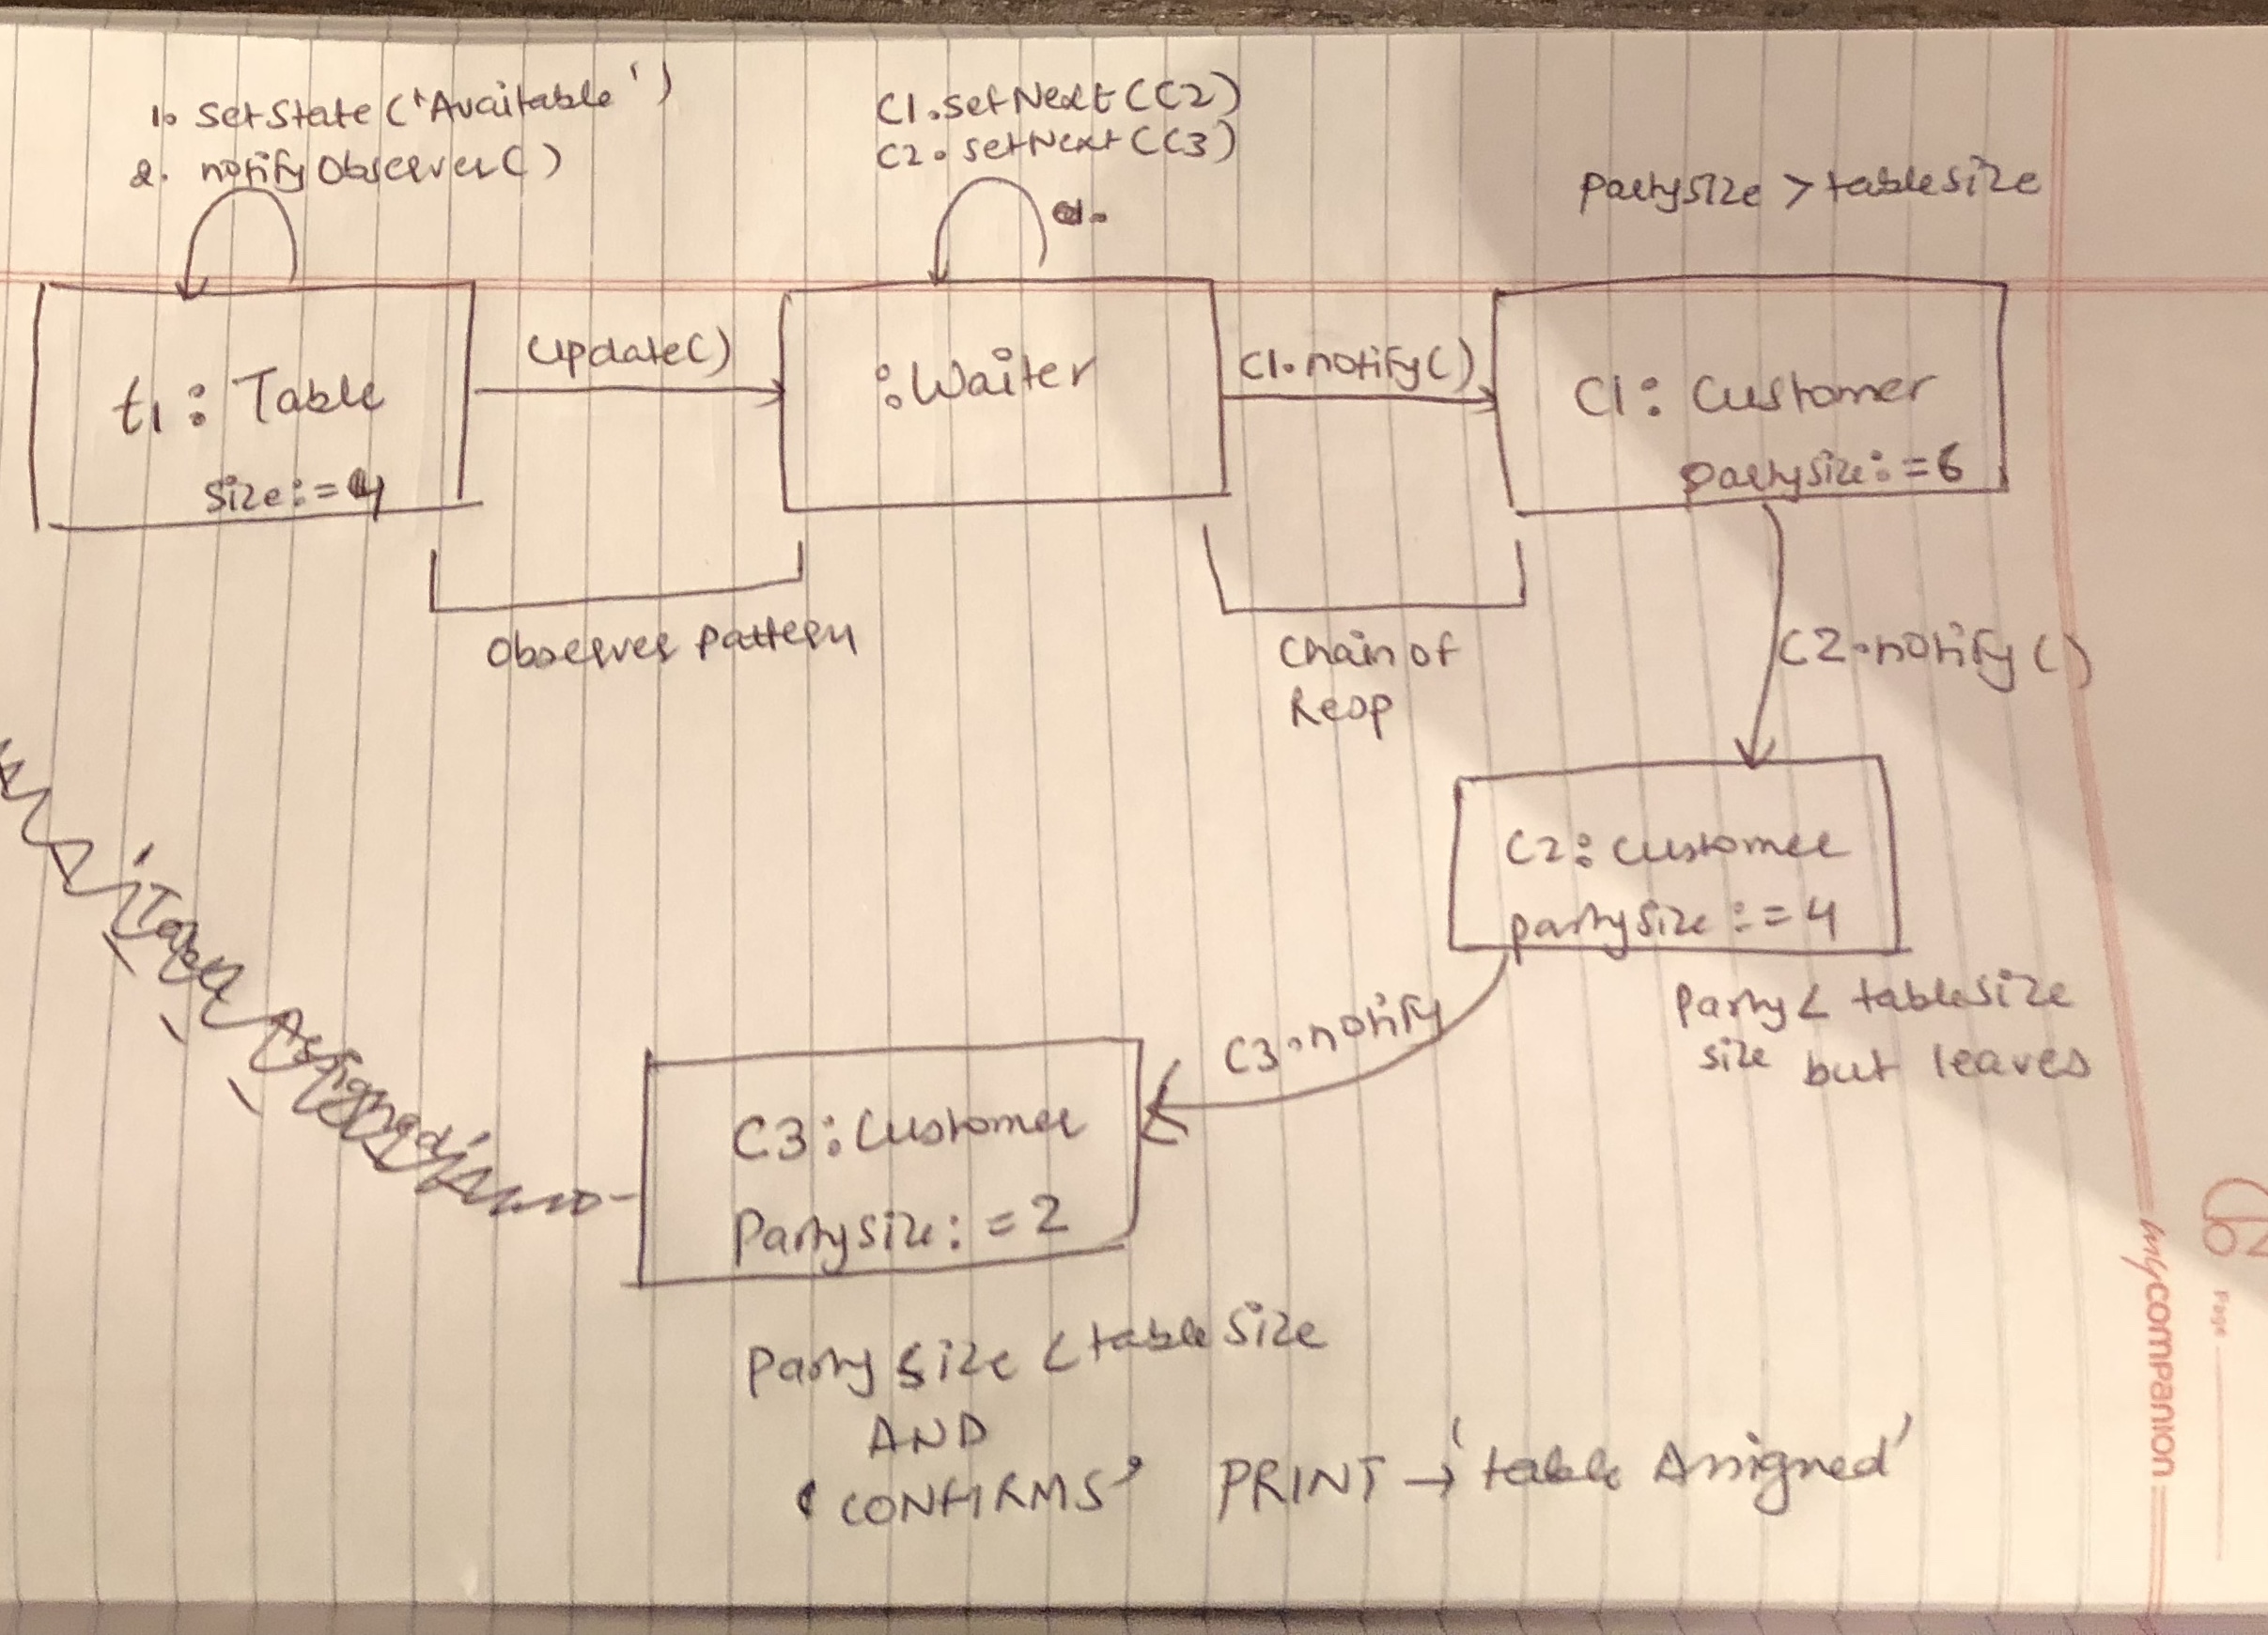 1. SetState ('Available')
2. notifyObserver()
C1.setNext(C2)
C2.setNext(C3)
partysize > tablesize
t1 : Table
size:=4
update()
:Waiter
C1.notify()
C1: Customer
partysize:=6
Observer pattern
Chain of
Resp
C2.notify()
C2: customer
partysize :=4
Party < tablesize
size but leaves
C3.notify
C3: Customer
Partysize:=2
'Table Assigned'
Party size < table Size
AND
'CONFIRMS' PRINT → 'table Assigned'
mycompanion
Page